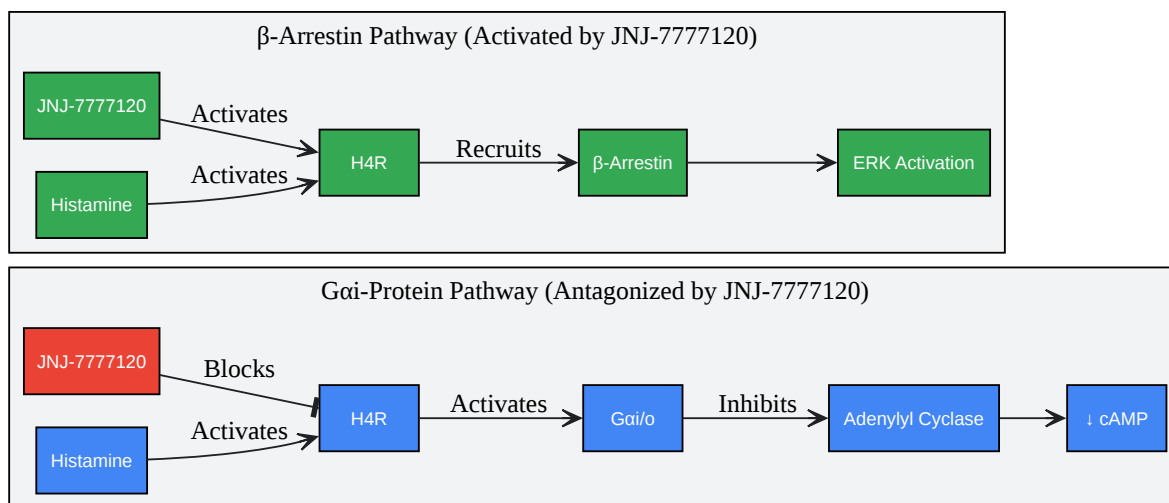 β-Arrestin Pathway (Activated by JNJ-7777120)
JNJ-7777120
Activates
H4R
Recruits
β-Arrestin
ERK Activation
Activates
Histamine
Gαi-Protein Pathway (Antagonized by JNJ-7777120)
JNJ-7777120
Blocks
H4R
Activates
Gαi/o
Inhibits
Adenylyl Cyclase
↓ cAMP
Activates
Histamine